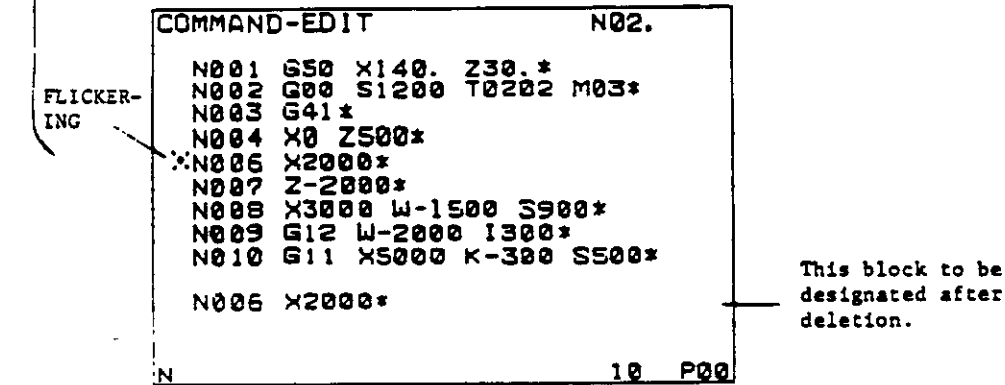 COMMAND-EDIT N02.
N001 G50 X140. Z30.*
N002 G00 S1200 T0202 M03*
N003 G41*
N004 X0 Z500*
N006 X2000*
N007 Z-2000*
N008 X3000 W-1500 S900*
N009 G12 W-2000 I300*
N010 G11 X5000 K-300 S500*
N006 X2000*
N 10 P00
FLICKER-
ING
This block to be
designated after
deletion.